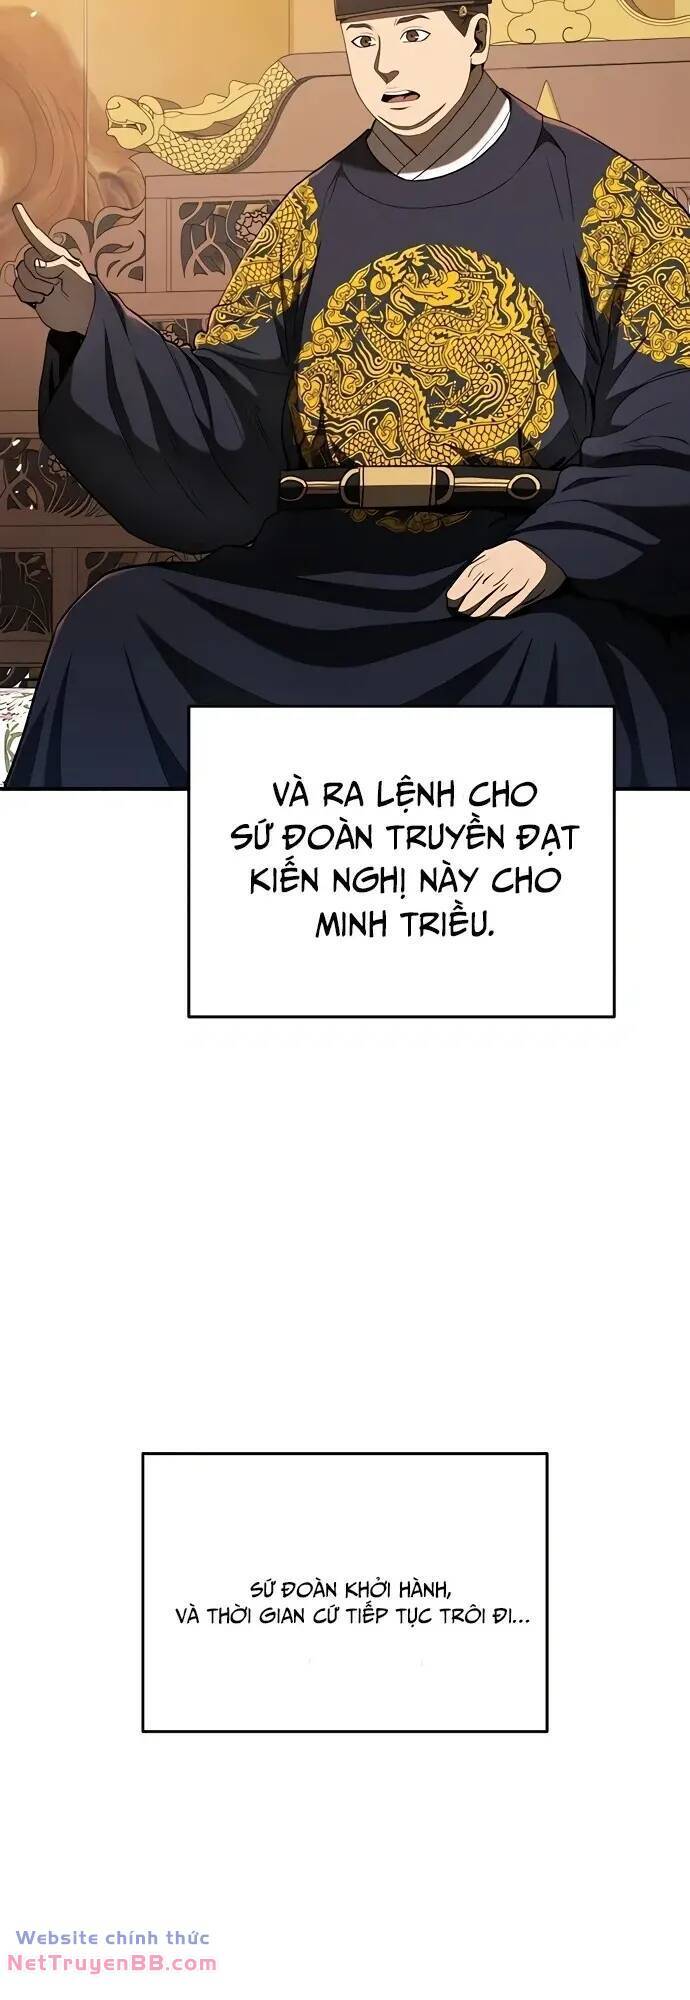 VÀ RA LỆNH CHO
SỨ ĐOÀN TRUYỀN ĐẠT
KIẾN NGHỊ NÀY CHO
MINH TRIỀU.
SỨ ĐOÀN KHỞI HÀNH,
VÀ THỜI GIAN CỨ TIẾP TỤC TRÔI ĐI...
Website chính thức
NetTruyenBB.com